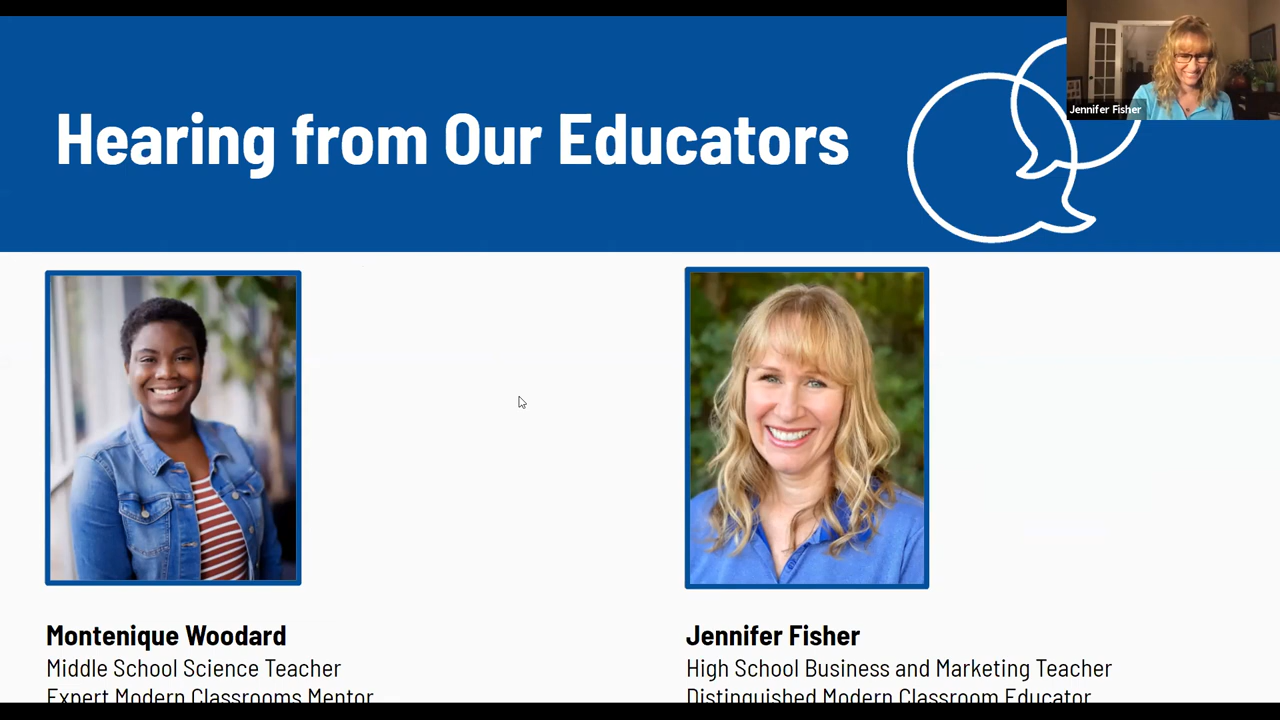 Hearing from Our Educators
Jennifer Fisher
Montenique Woodard
Middle School Science Teacher
Expert Modern Classrooms Mentor
Jennifer Fisher
High School Business and Marketing Teacher
Distinguished Modern Classroom Educator